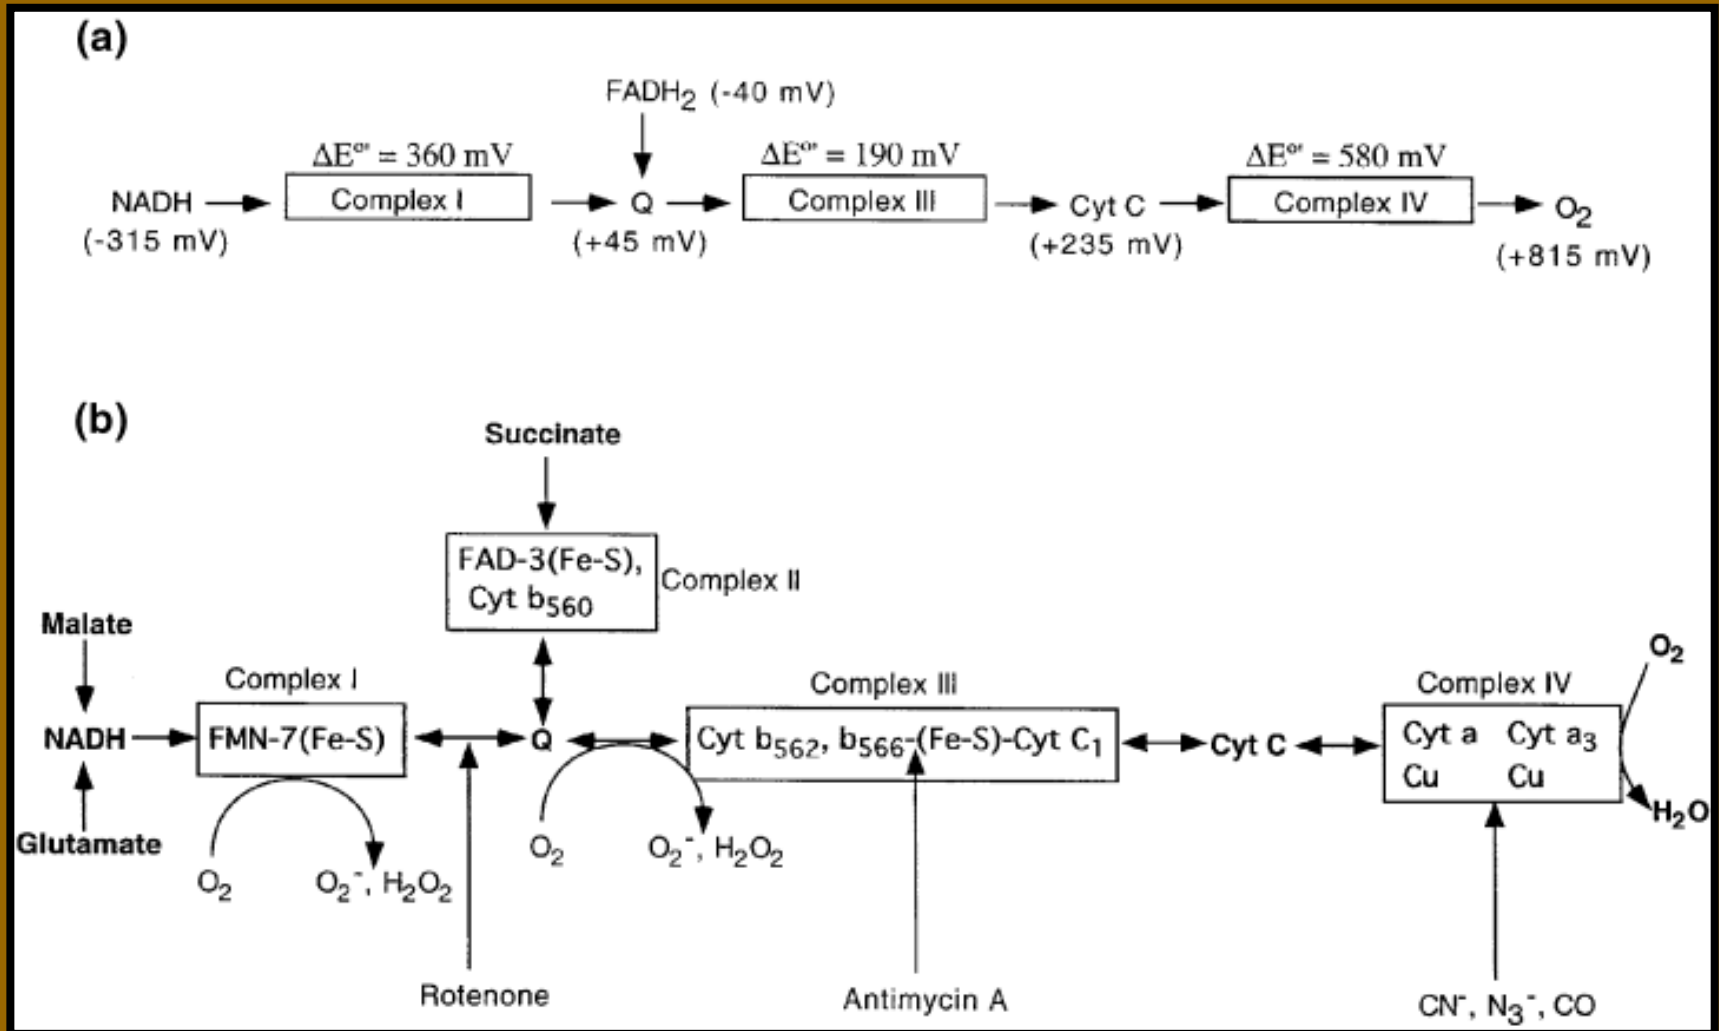 (a)
FADH2 (-40 mV)
ΔE°' = 360 mV
ΔE°' = 190 mV
ΔE°' = 580 mV
NADH
Complex I
Q
Complex III
Cyt C
Complex IV
O2
(-315 mV)
(+45 mV)
(+235 mV)
(+815 mV)
(b)
Succinate
FAD-3(Fe-S),
Cyt b560
Complex II
Malate
Complex I
Complex III
Complex IV
O2
NADH
FMN-7(Fe-S)
Q
Cyt b562, b566-(Fe-S)-Cyt C1
Cyt C
Cyt a Cyt a3
Cu Cu
H2O
Glutamate
O2
O2-, H2O2
O2
O2-, H2O2
Rotenone
Antimycin A
CN-, N3-, CO